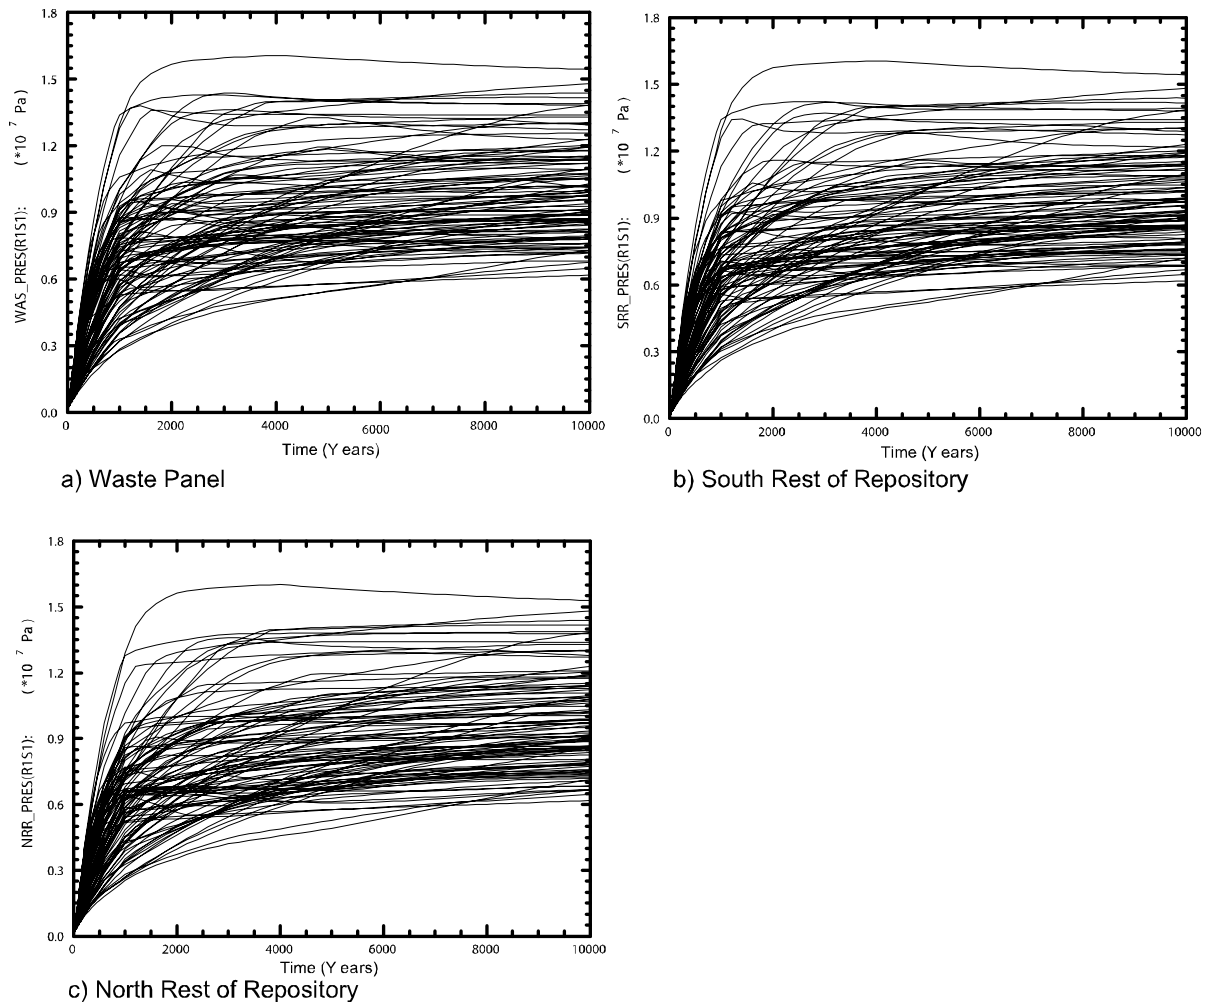 1.8
1.5
1.2
0.9
0.6
0.3
0.0
WAS_PRES(R1S1): (*10 7 Pa)
0 2000 4000 6000 8000 10000
Time (Y ears)
a) Waste Panel
1.8
1.5
1.2
0.9
0.6
0.3
0.0
SRR_PRES(R1S1): (*10 7 Pa)
0 2000 4000 6000 8000 10000
Time (Y ears)
b) South Rest of Repository
1.8
1.5
1.2
0.9
0.6
0.3
0.0
NRR_PRES(R1S1): (*10 7 Pa)
0 2000 4000 6000 8000 10000
Time (Y ears)
c) North Rest of Repository